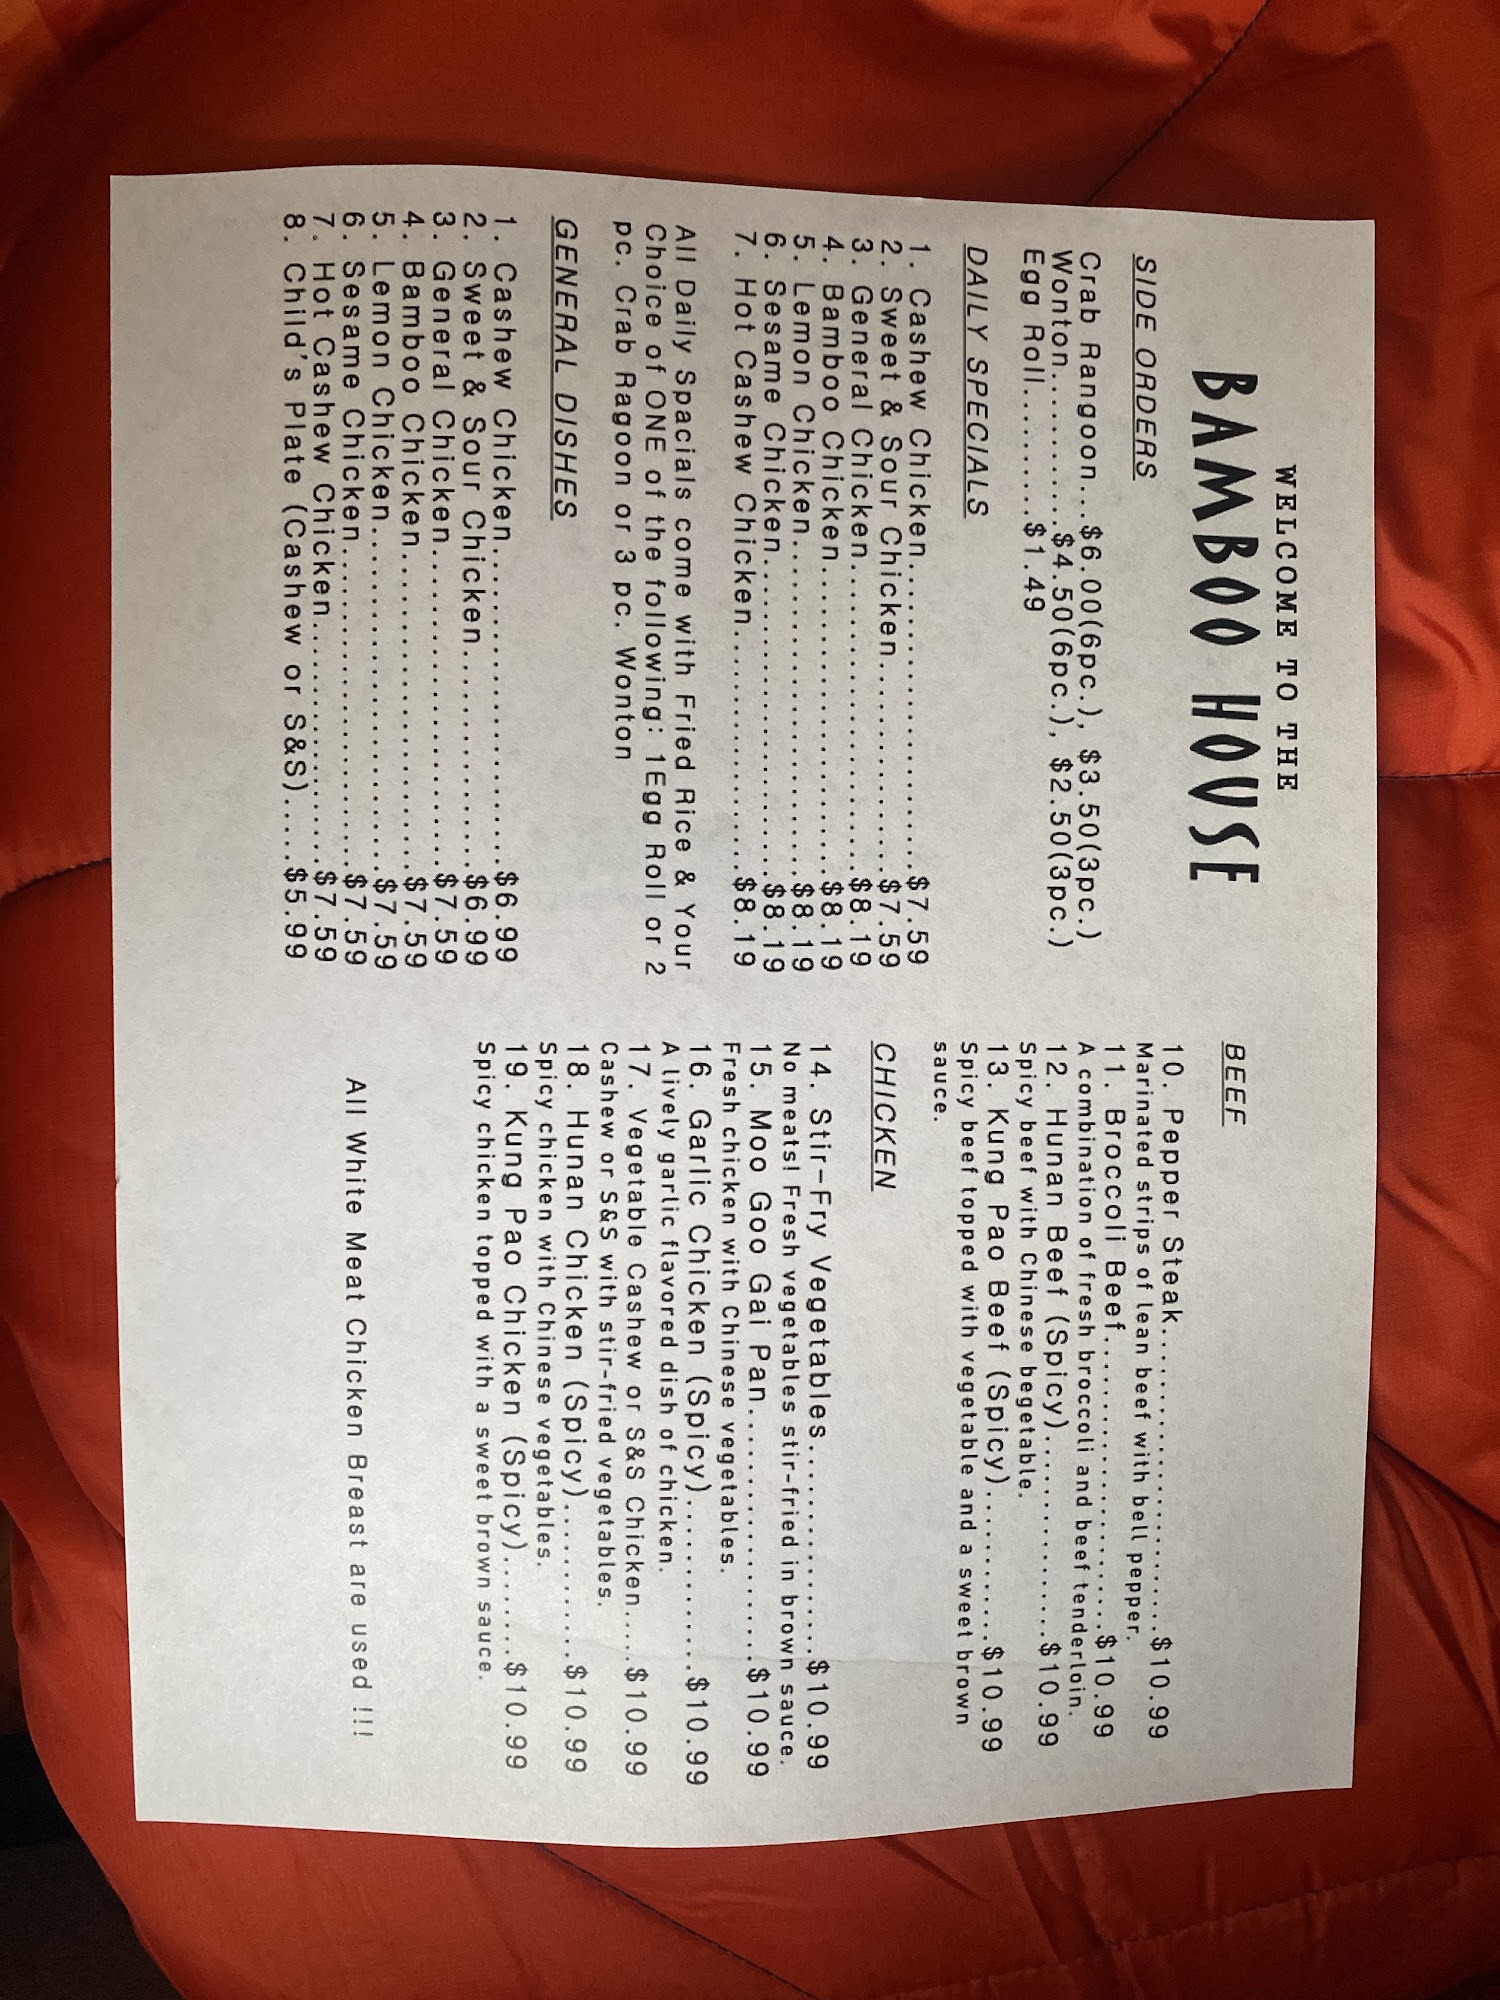 WELCOME TO THE
BAMBOO HOUSE
SIDE ORDERS
Crab Rangoon...$6.00(6pc.), $3.50(3pc.)
Wonton............$4.50(6pc.), $2.50(3pc.)
Egg Roll..........$1.49
DAILY SPECIALS
1. Cashew Chicken.....................$7.59
2. Sweet & Sour Chicken..............$7.59
3. General Chicken.....................$8.19
4. Bamboo Chicken.....................$8.19
5. Lemon Chicken.......................$8.19
6. Sesame Chicken.....................$8.19
7. Hot Cashew Chicken................$8.19
All Daily Spacials come with Fried Rice & Your
Choice of ONE of the following: 1Egg Roll or 2
pc. Crab Ragoon or 3 pc. Wonton
GENERAL DISHES
1. Cashew Chicken.....................$6.99
2. Sweet & Sour Chicken..............$6.99
3. General Chicken.....................$7.59
4. Bamboo Chicken.....................$7.59
5. Lemon Chicken.......................$7.59
6. Sesame Chicken.....................$7.59
7. Hot Cashew Chicken................$7.59
8. Child's Plate (Cashew or S&S).....$5.99
BEEF
10. Pepper Steak.....................$10.99
Marinated strips of lean beef with bell pepper.
11. Broccoli Beef.....................$10.99
A combination of fresh broccoli and beef tenderloin.
12. Hunan Beef (Spicy)..............$10.99
Spicy beef with Chinese begetable.
13. Kung Pao Beef (Spicy)...........$10.99
Spicy beef topped with vegetable and a sweet brown
sauce.
CHICKEN
14. Stir-Fry Vegetables..............$10.99
No meats! Fresh vegetables stir-fried in brown sauce.
15. Moo Goo Gai Pan.................$10.99
Fresh chicken with Chinese vegetables.
16. Garlic Chicken (Spicy)...........$10.99
A lively garlic flavored dish of chicken.
17. Vegetable Cashew or S&S Chicken....$10.99
Cashew or S&S with stir-fried vegetables.
18. Hunan Chicken (Spicy)...........$10.99
Spicy chicken with Chinese vegetables.
19. Kung Pao Chicken (Spicy).......$10.99
Spicy chicken topped with a sweet brown sauce.
All White Meat Chicken Breast are used !!!